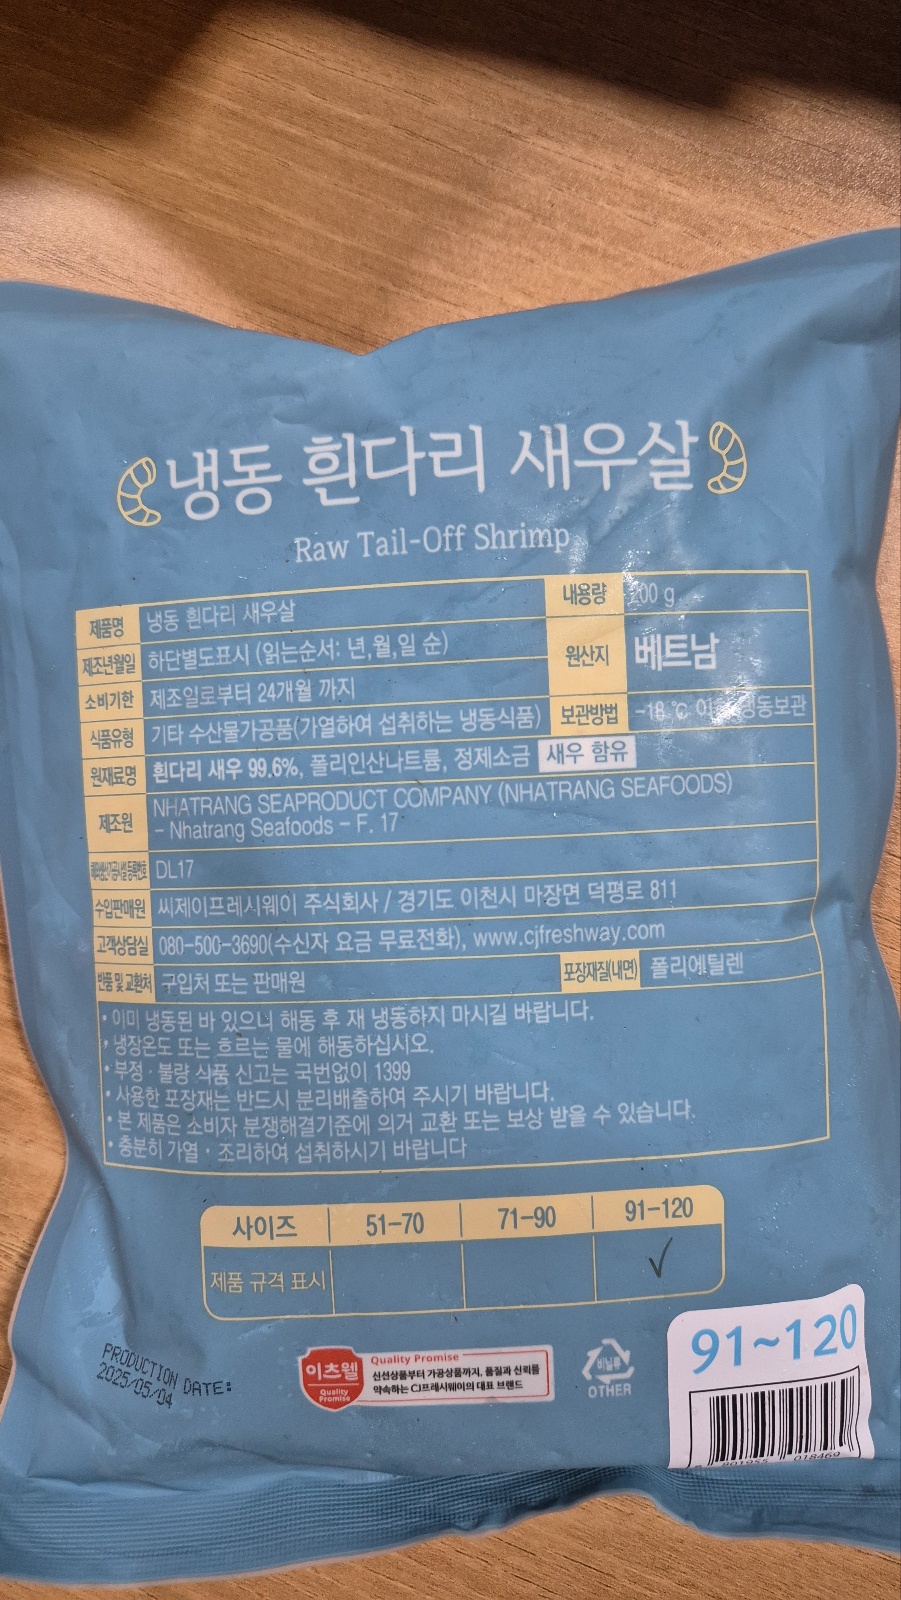 냉동 흰다리 새우살
Raw Tail-Off Shrimp
제품명 냉동 흰다리 새우살 내용량 200 g
제조년월일 하단별도표시 (읽는순서: 년,월,일 순) 원산지 베트남
소비기한 제조일로부터 24개월 까지
식품유형 기타 수산물가공품(가열하여 섭취하는 냉동식품) 보관방법 -18 ℃ 이하 냉동보관
원재료명 흰다리 새우 99.6%, 폴리인산나트륨, 정제소금 새우 함유
제조원 NHATRANG SEAPRODUCT COMPANY (NHATRANG SEAFOODS)
- Nhatrang Seafoods - F. 17
DL17
수입판매원 씨제이프레시웨이 주식회사 / 경기도 이천시 마장면 덕평로 811
고객상담실 080-500-3690(수신자 요금 무료전화), www.cjfreshway.com
반품 및 교환처 구입처 또는 판매원 포장재질(내면) 폴리에틸렌
• 이미 냉동된 바 있으니 해동 후 재 냉동하지 마시길 바랍니다.
• 냉장온도 또는 흐르는 물에 해동하십시오.
• 부정 · 불량 식품 신고는 국번없이 1399
• 사용한 포장재는 반드시 분리배출하여 주시기 바랍니다.
• 본 제품은 소비자 분쟁해결기준에 의거 교환 또는 보상 받을 수 있습니다.
• 충분히 가열 · 조리하여 섭취하시기 바랍니다
사이즈 51-70 71-90 91-120
제품 규격 표시 ✓
PRODUCTION DATE:
2025/05/04
이츠웰
Quality
Promise
Quality Promise
신선상품부터 가공상품까지, 품질과 신뢰를
약속하는 CJ프레시웨이의 대표 브랜드
비닐류
OTHER
91~120